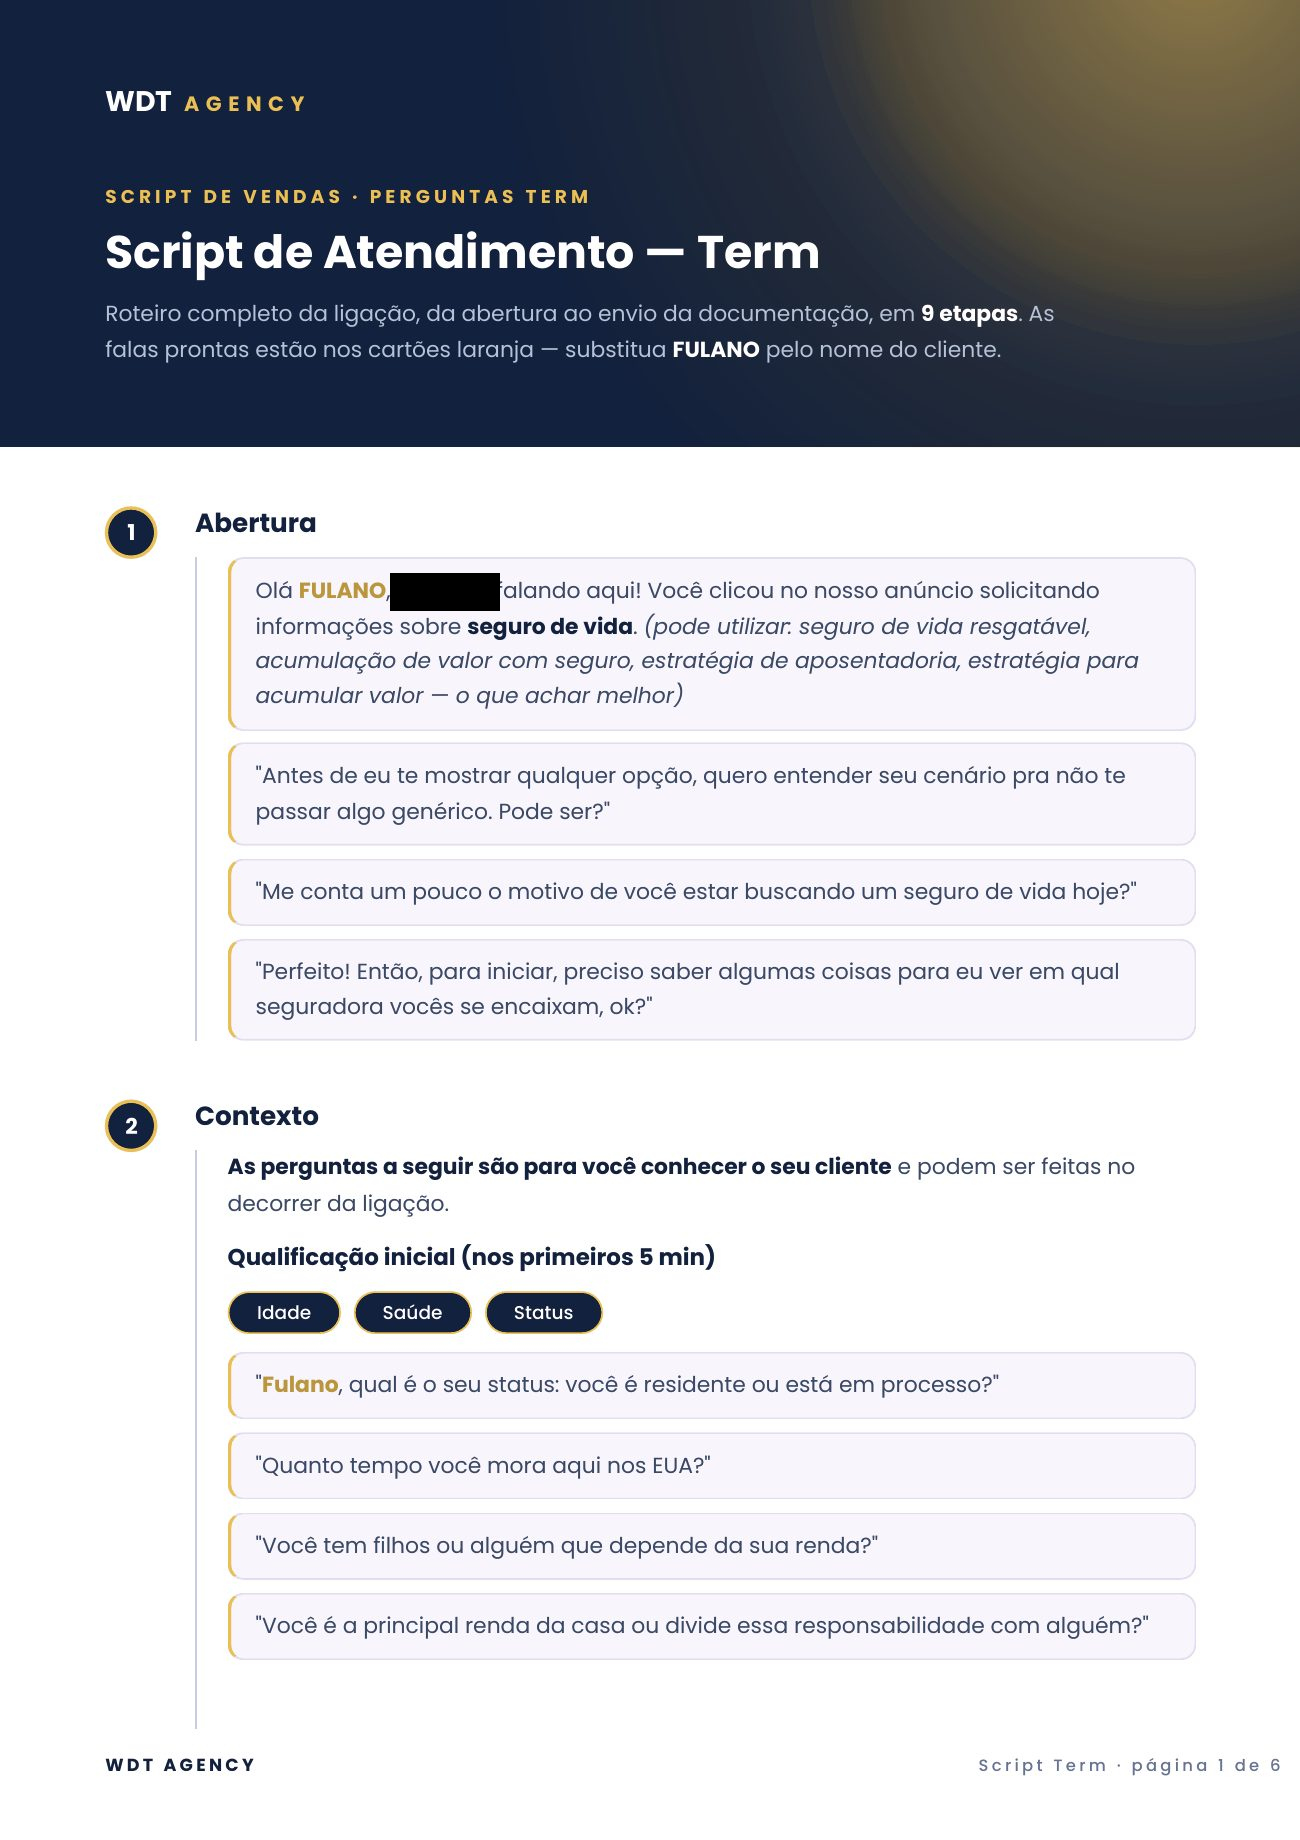 WDT AGENCY
SCRIPT DE VENDAS · PERGUNTAS TERM
Script de Atendimento — Term
Roteiro completo da ligação, da abertura ao envio da documentação, em 9 etapas. As
falas prontas estão nos cartões laranja — substitua FULANO pelo nome do cliente.
1
Abertura
Olá FULANO, falando aqui! Você clicou no nosso anúncio solicitando
informações sobre seguro de vida. (pode utilizar: seguro de vida resgatável,
acumulação de valor com seguro, estratégia de aposentadoria, estratégia para
acumular valor — o que achar melhor)
"Antes de eu te mostrar qualquer opção, quero entender seu cenário pra não te
passar algo genérico. Pode ser?"
"Me conta um pouco o motivo de você estar buscando um seguro de vida hoje?"
"Perfeito! Então, para iniciar, preciso saber algumas coisas para eu ver em qual
seguradora vocês se encaixam, ok?"
2
Contexto
As perguntas a seguir são para você conhecer o seu cliente e podem ser feitas no
decorrer da ligação.
Qualificação inicial (nos primeiros 5 min)
Idade Saúde Status
"Fulano, qual é o seu status: você é residente ou está em processo?"
"Quanto tempo você mora aqui nos EUA?"
"Você tem filhos ou alguém que depende da sua renda?"
"Você é a principal renda da casa ou divide essa responsabilidade com alguém?"
WDT AGENCY
Script Term · página 1 de 6